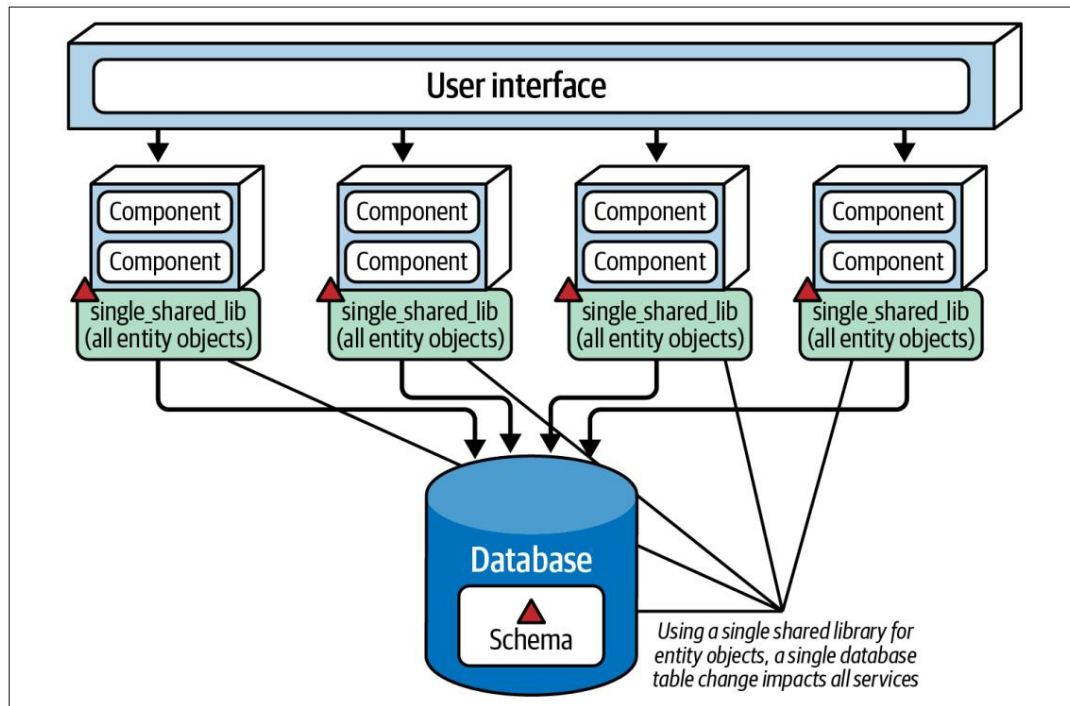 User interface
Component
Component
single_shared_lib
(all entity objects)
Component
Component
single_shared_lib
(all entity objects)
Component
Component
single_shared_lib
(all entity objects)
Component
Component
single_shared_lib
(all entity objects)
Database
Schema
Using a single shared library for
entity objects, a single database
table change impacts all services